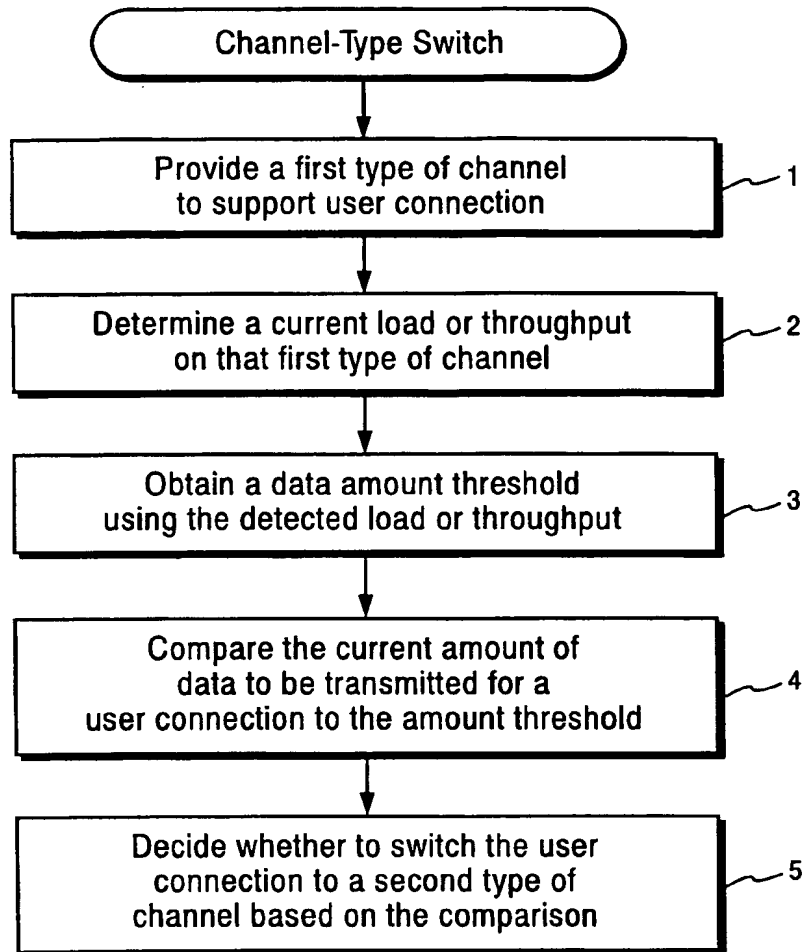 Channel-Type Switch
Provide a first type of channel
to support user connection
1
Determine a current load or throughput
on that first type of channel
2
Obtain a data amount threshold
using the detected load or throughput
3
Compare the current amount of
data to be transmitted for a
user connection to the amount threshold
4
Decide whether to switch the user
connection to a second type of
channel based on the comparison
5